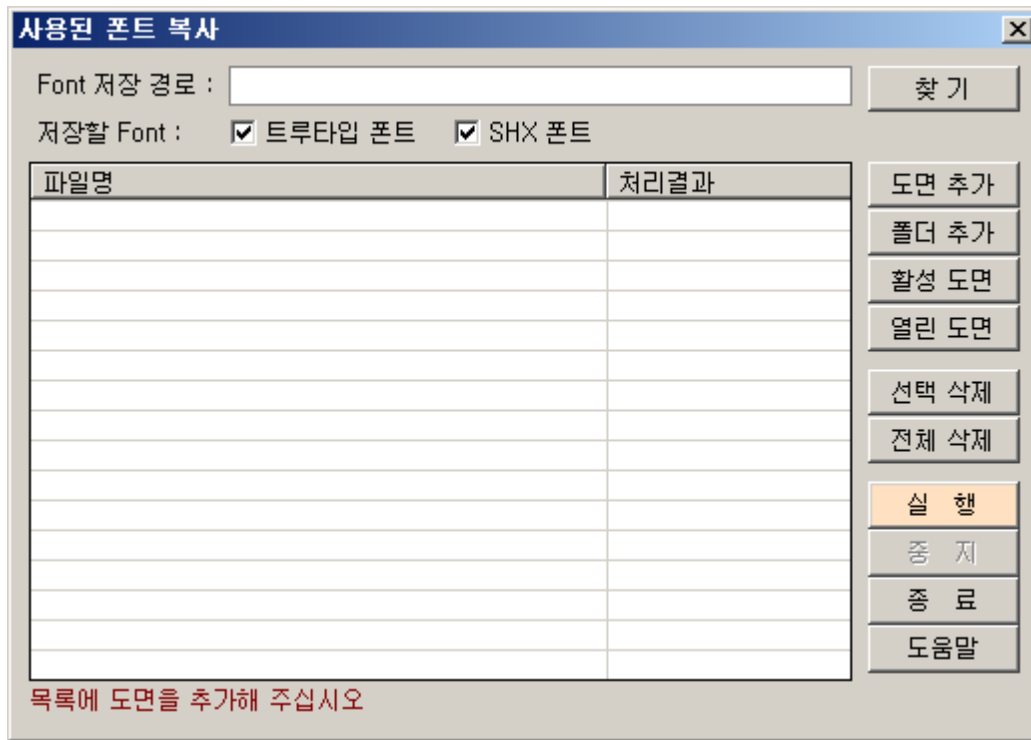 사용된 폰트 복사
Font 저장 경로 :
찾 기
저장할 Font : 트루타입 폰트 SHX 폰트
파일명 처리결과
도면 추가
폴더 추가
활성 도면
열린 도면
선택 삭제
전체 삭제
실 행
중 지
종 료
도움말
목록에 도면을 추가해 주십시오